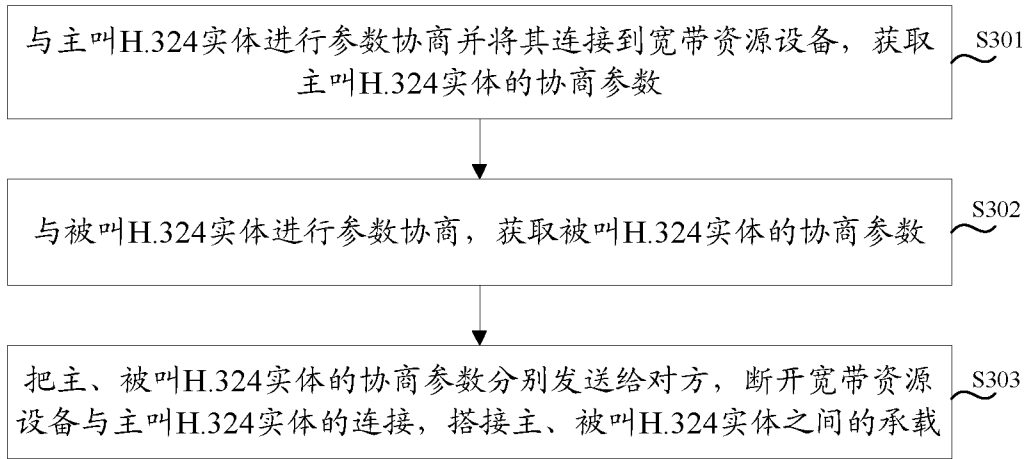 与主叫H.324实体进行参数协商并将其连接到宽带资源设备，获取
主叫H.324实体的协商参数
S301
与被叫H.324实体进行参数协商，获取被叫H.324实体的协商参数
S302
把主、被叫H.324实体的协商参数分别发送给对方，断开宽带资源
设备与主叫H.324实体的连接，搭接主、被叫H.324实体之间的承载
S303